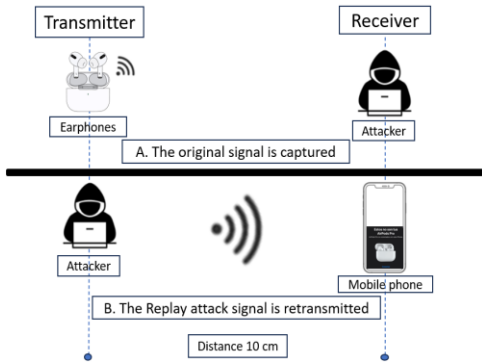 Transmitter
Receiver
Earphones
Attacker
A. The original signal is captured
Attacker
Mobile phone
B. The Replay attack signal is retransmitted
Distance 10 cm